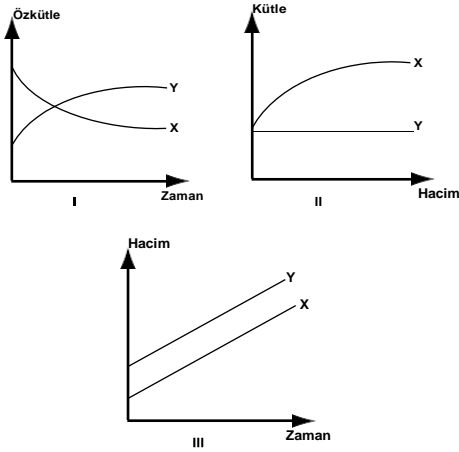 Özkütle
Y
X
Zaman
I
Kütle
X
Y
Hacim
II
Hacim
Y
X
Zaman
III